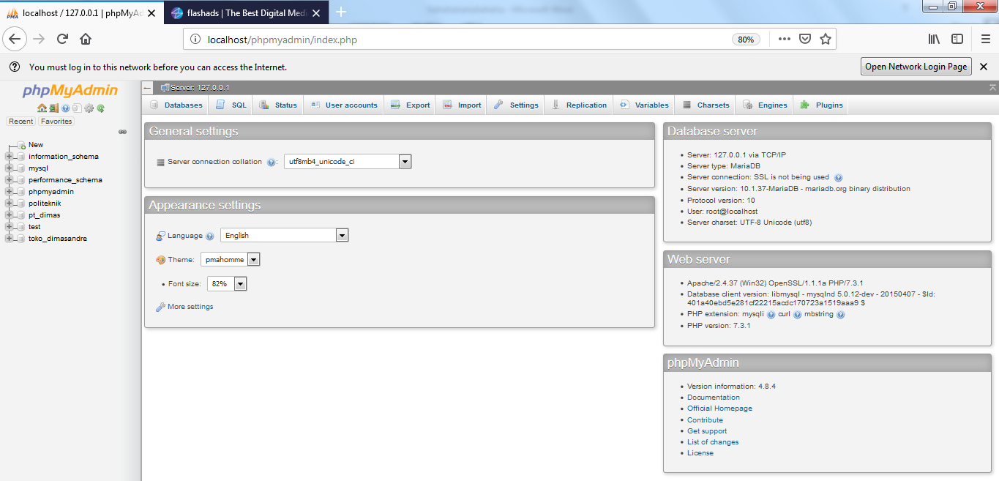 localhost / 127.0.0.1 | phpMyAd
flashads | The Best Digital Medi
localhost/phpmyadmin/index.php
80%
You must log in to this network before you can access the Internet.
Open Network Login Page
phpMyAdmin
Recent
Favorites
New
information_schema
mysql
performance_schema
phpmyadmin
politeknik
pt_dimas
test
toko_dimasandre
Server: 127.0.0.1
Databases
SQL
Status
User accounts
Export
Import
Settings
Replication
Variables
Charsets
Engines
Plugins
General settings
Server connection collation
:
utf8mb4_unicode_ci
Appearance settings
Language
English
Theme:
pmahomme
• Font size:
82%
More settings
Database server
• Server: 127.0.0.1 via TCP/IP
• Server type: MariaDB
• Server connection: SSL is not being used
• Server version: 10.1.37-MariaDB - mariadb.org binary distribution
• Protocol version: 10
• User: root@localhost
• Server charset: UTF-8 Unicode (utf8)
Web server
• Apache/2.4.37 (Win32) OpenSSL/1.1.1a PHP/7.3.1
• Database client version: libmysql - mysqlnd 5.0.12-dev - 20150407 - $Id:
401a40ebd5e281cf22215acdc170723a1519aaa9 $
• PHP extension: mysqli curl mbstring
• PHP version: 7.3.1
phpMyAdmin
• Version information: 4.8.4
• Documentation
• Official Homepage
• Contribute
• Get support
• List of changes
• License